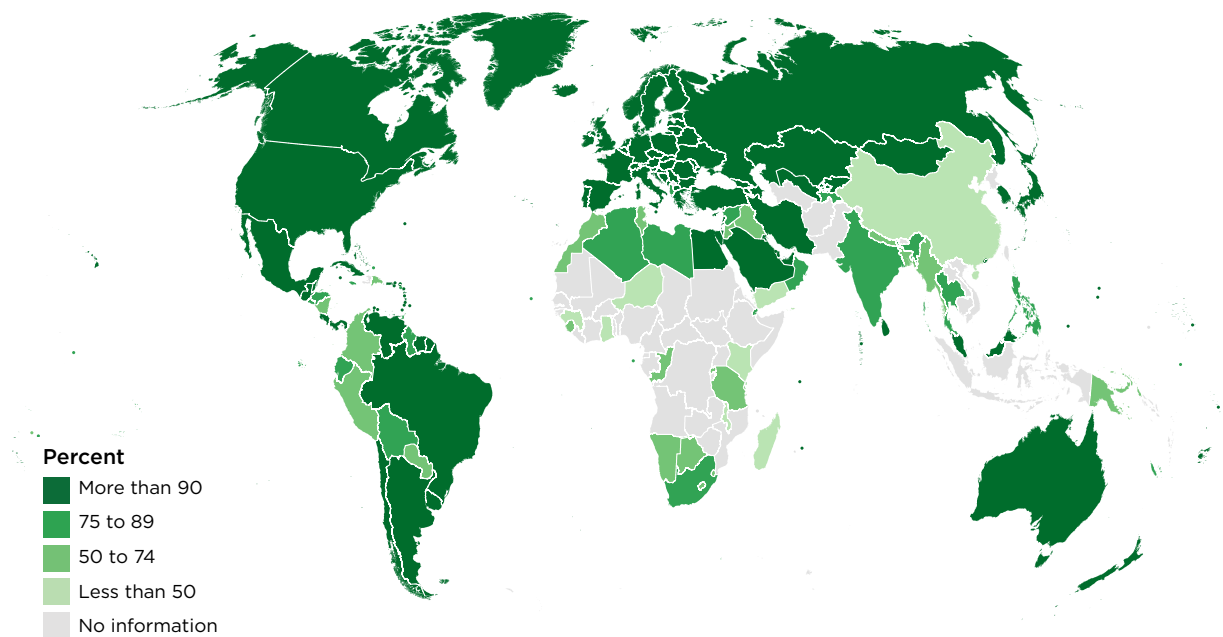 Percent
More than 90
75 to 89
50 to 74
Less than 50
No information